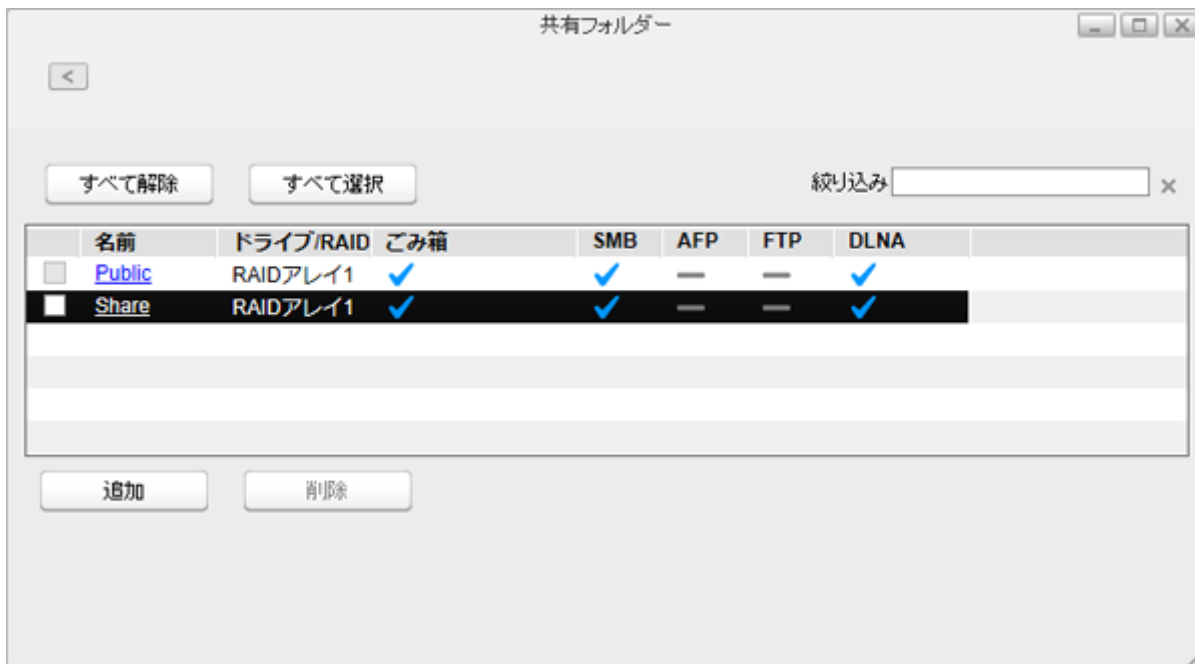 共有フォルダー
<
すべて解除 すべて選択 絞り込み
名前 ドライブ/RAID ごみ箱 SMB AFP FTP DLNA
Public RAIDアレイ1
Share RAIDアレイ1
追加 削除